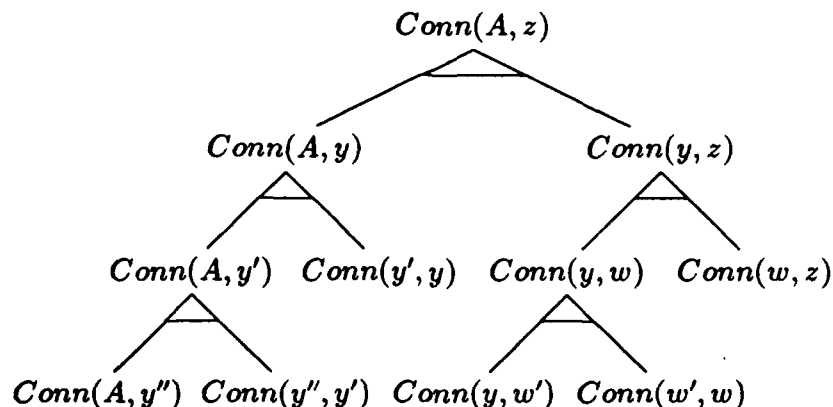 Conn(A, z)
Conn(A, y) Conn(y, z)
Conn(A, y′) Conn(y′, y) Conn(y, w) Conn(w, z)
Conn(A, y″) Conn(y″, y′) Conn(y, w′) Conn(w′, w)